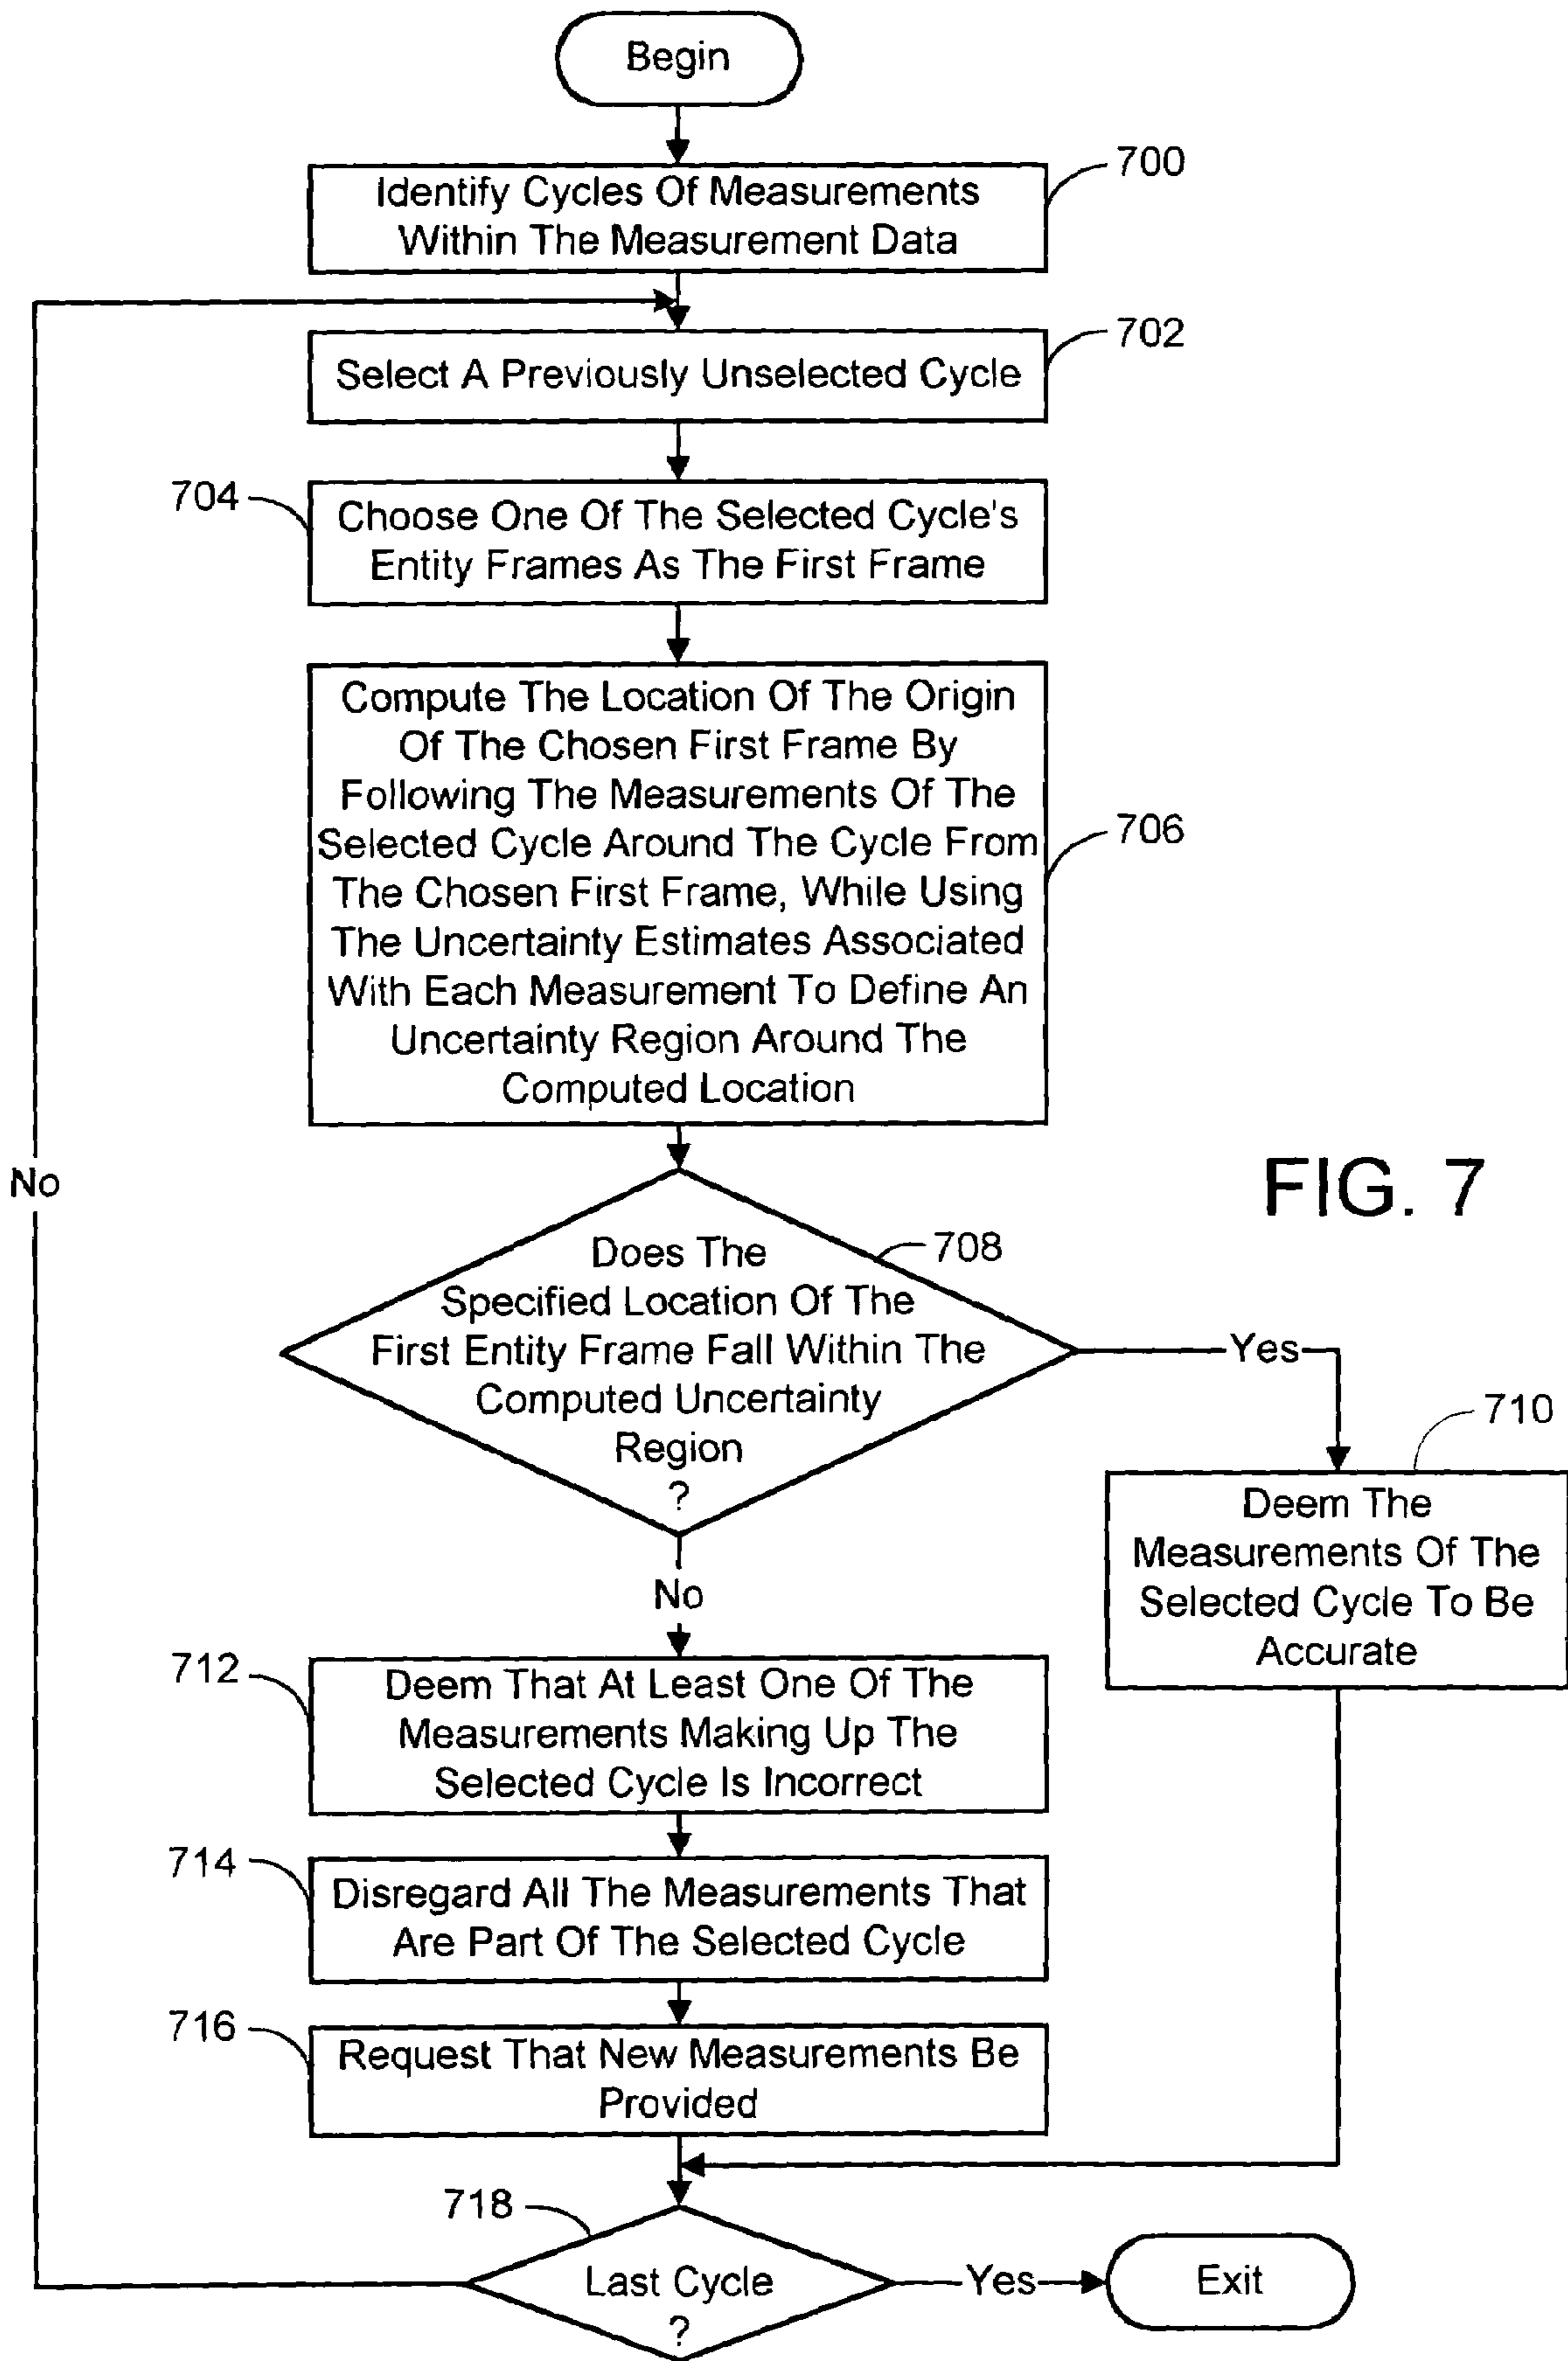 Begin
700
Identify Cycles Of Measurements
Within The Measurement Data
702
Select A Previously Unselected Cycle
704
Choose One Of The Selected Cycle's
Entity Frames As The First Frame
706
Compute The Location Of The Origin
Of The Chosen First Frame By
Following The Measurements Of The
Selected Cycle Around The Cycle From
The Chosen First Frame, While Using
The Uncertainty Estimates Associated
With Each Measurement To Define An
Uncertainty Region Around The
Computed Location
No
FIG. 7
708
Does The
Specified Location Of The
First Entity Frame Fall Within The
Computed Uncertainty
Region
?
Yes
710
Deem The
Measurements Of The
Selected Cycle To Be
Accurate
No
712
Deem That At Least One Of The
Measurements Making Up The
Selected Cycle Is Incorrect
714
Disregard All The Measurements That
Are Part Of The Selected Cycle
716
Request That New Measurements Be
Provided
718
Last Cycle
?
Yes
Exit